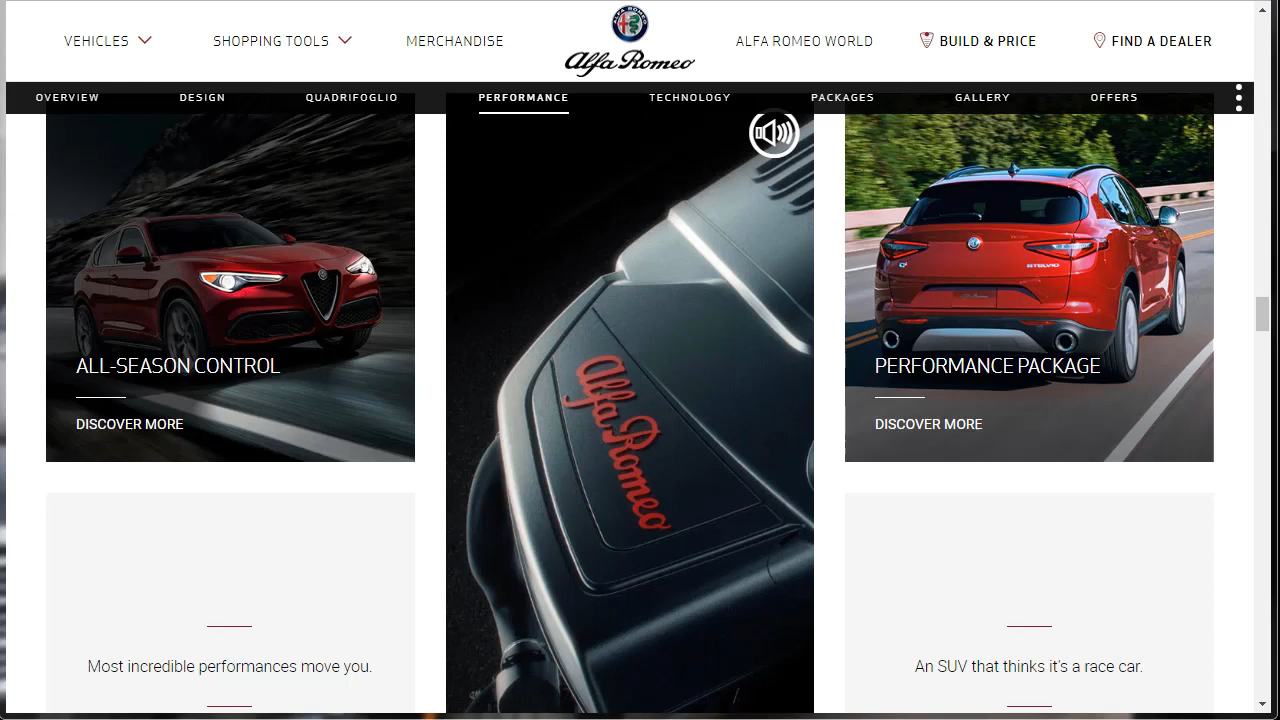 VEHICLES
SHOPPING TOOLS
MERCHANDISE
Alfa Romeo
ALFA ROMEO WORLD
BUILD & PRICE
FIND A DEALER
OVERVIEW
DESIGN
QUADRIFOGLIO
PERFORMANCE
TECHNOLOGY
PACKAGES
GALLERY
OFFERS
ALL-SEASON CONTROL
DISCOVER MORE
Alfa Romeo
STELVIO
PERFORMANCE PACKAGE
DISCOVER MORE
Most incredible performances move you.
An SUV that thinks it's a race car.